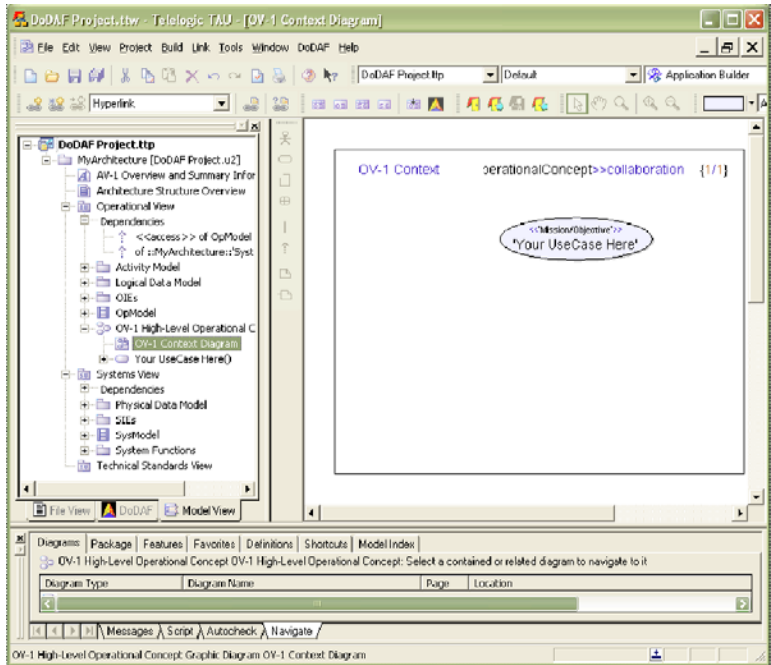 DoDAF Project.ttw - Telelogic TAU - [OV-1 Context Diagram]
File Edit View Project Build Link Tools Window DoDAF Help
DoDAF Project.ttp Default Application Builder
Hyperlink
DoDAF Project.ttp
MyArchitecture [DoDAF Project.u2]
AV-1 Overview and Summary Infor
Architecture Structure Overview
Operational View
Dependencies
<<access>> of OpModel
of ::MyArchitecture::'Syst
Activity Model
Logical Data Model
OIEs
OpModel
OV-1 High-Level Operational C
OV-1 Context Diagram
Your UseCase Here()
Systems View
Dependencies
Physical Data Model
SIEs
SysModel
System Functions
Technical Standards View
File View DoDAF Model View
OV-1 Context perationalConcept>>collaboration {1/1}
<<'Mission/Objective'>>
'Your UseCase Here'
Diagrams Package Features Favorites Definitions Shortcuts Model Index
OV-1 High-Level Operational Concept OV-1 High-Level Operational Concept: Select a contained or related diagram to navigate to it
Diagram Type Diagram Name Page Location
Messages Script Autocheck Navigate
OV-1 High-Level Operational Concept Graphic Diagram OV-1 Context Diagram